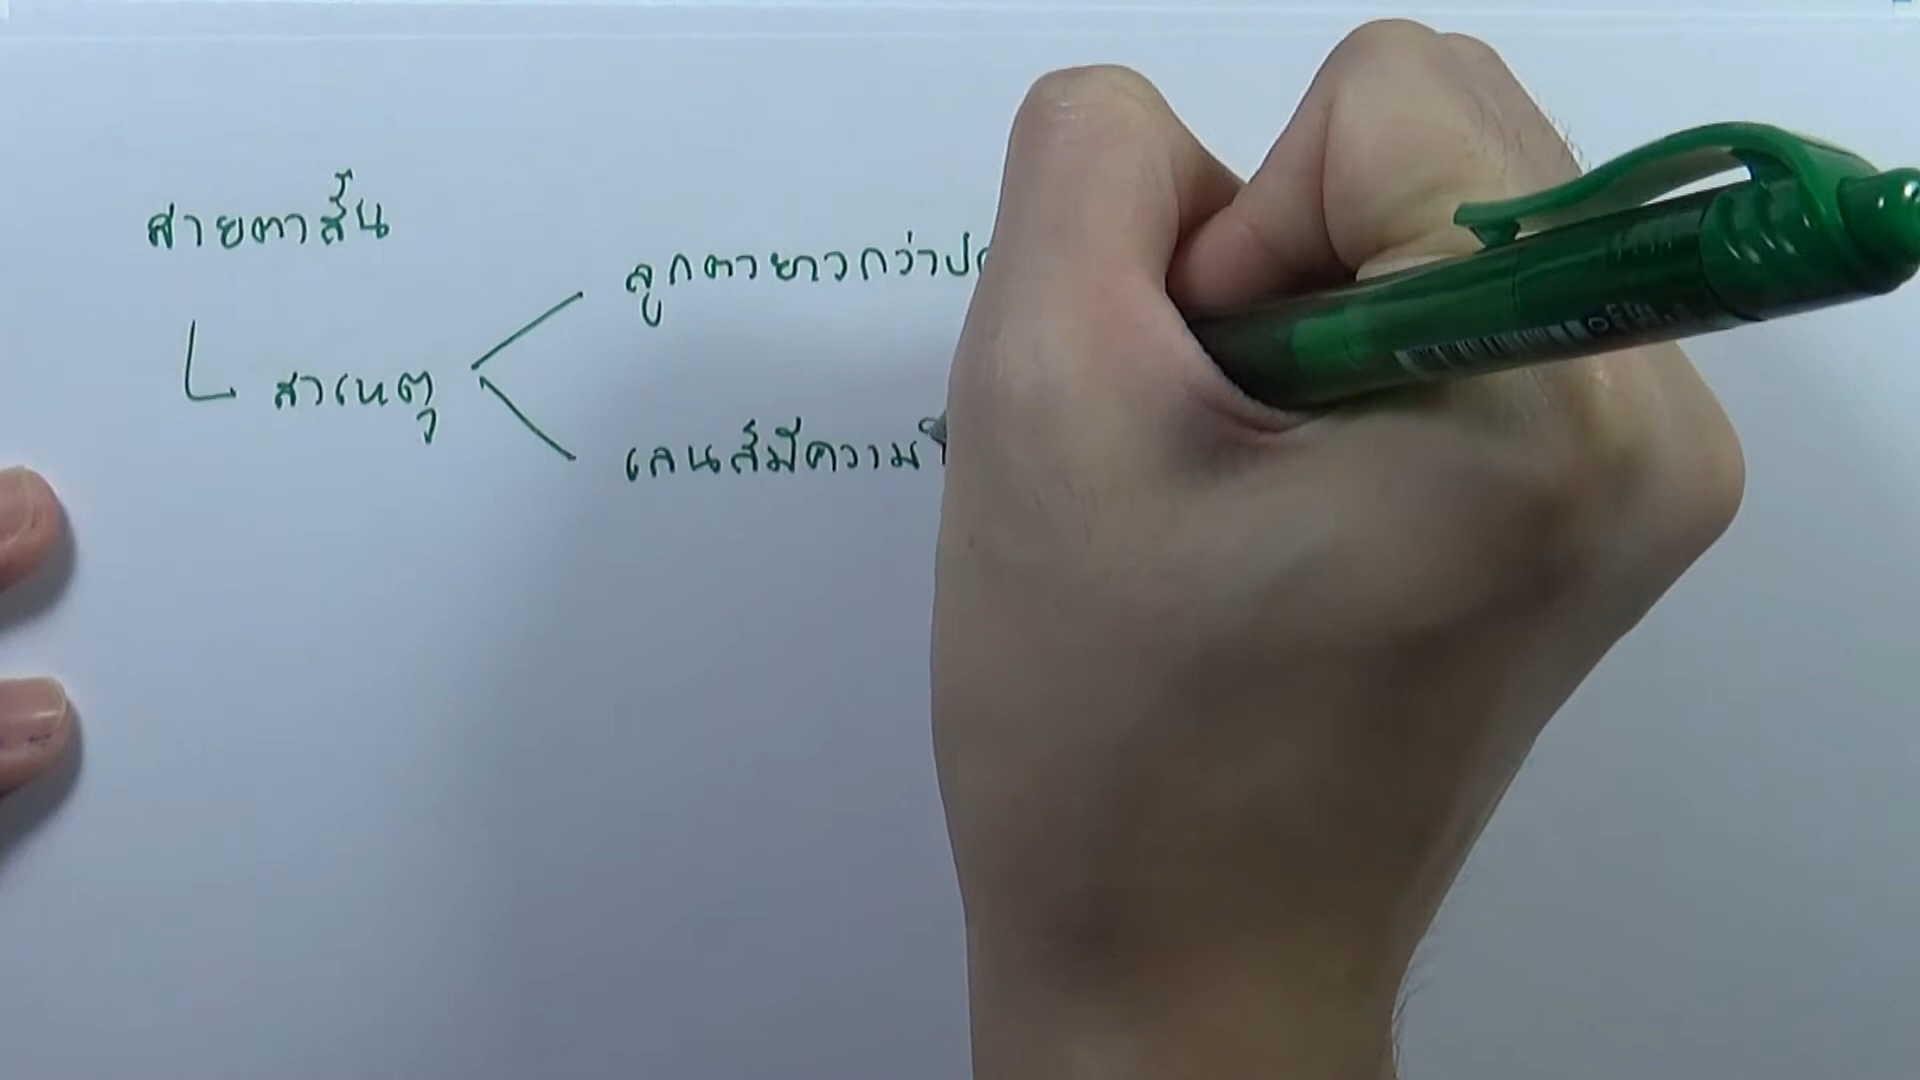 สายตาสั้น
ลูกตายาวกว่าป
สาเหตุ
เลนส์มีความ